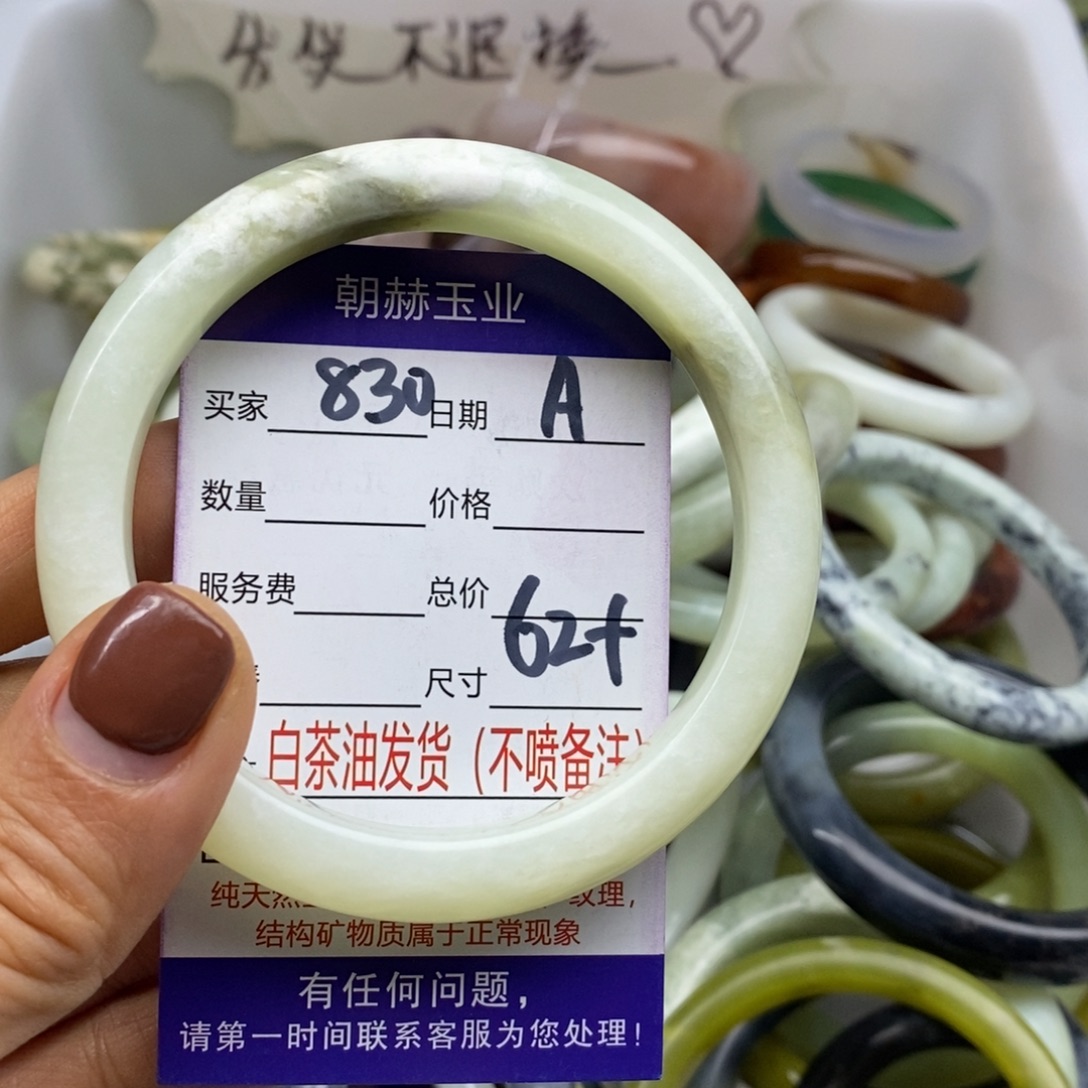 不退换
朝赫玉业
买家 830 日期 A
数量 价格
服务费 总价 62+
尺寸
白茶油发货（不喷备注）
纯天然 纹理，
结构矿物质属于正常现象
有任何问题，
请第一时间联系客服为您处理！